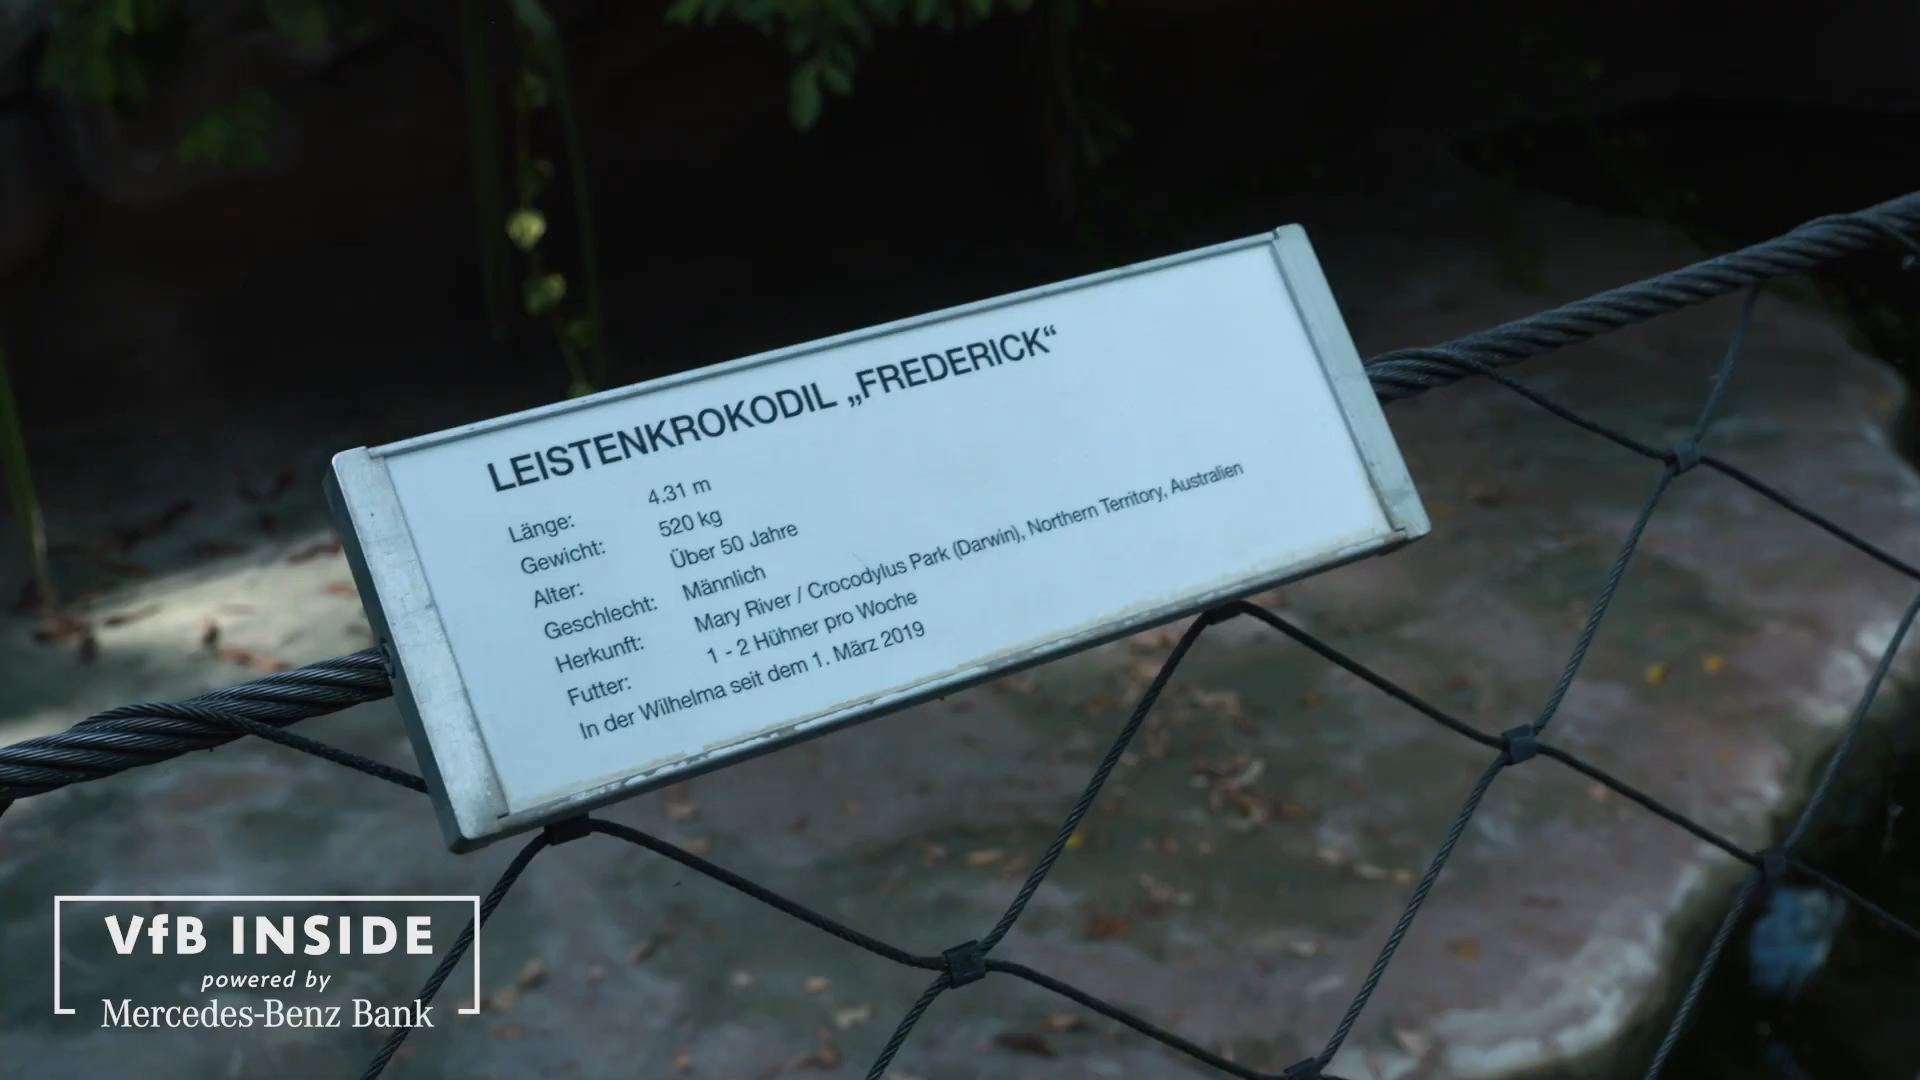 LEISTENKROKODIL „FREDERICK“
Länge: 4.31 m
Gewicht: 520 kg
Alter: Über 50 Jahre
Geschlecht: Männlich
Herkunft: Mary River / Crocodylus Park (Darwin), Northern Territory, Australien
Futter: 1 - 2 Hühner pro Woche
In der Wilhelma seit dem 1. März 2019
VfB INSIDE
powered by
Mercedes-Benz Bank